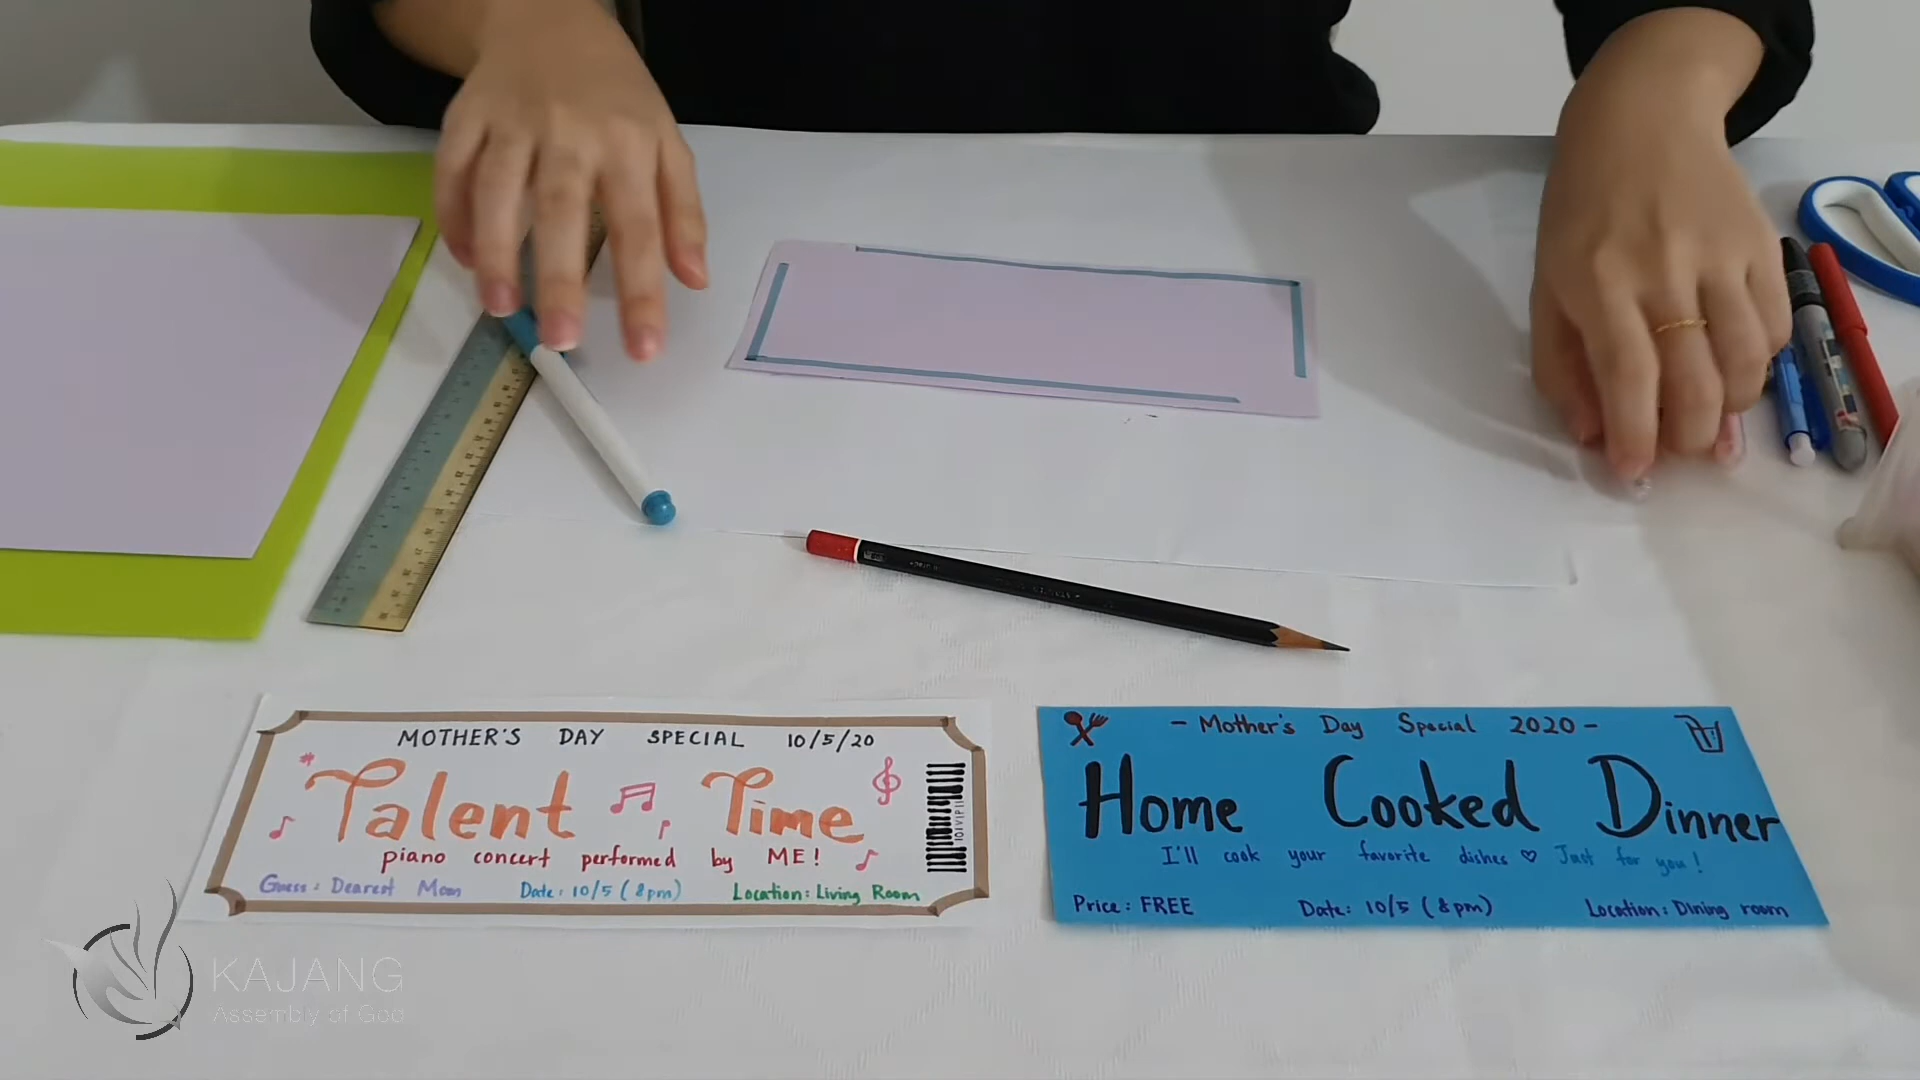 MOTHER'S DAY SPECIAL 10/5/20
Talent Time
piano concert performed by ME!
Guess: Dearest Mom
Date: 10/5 (8pm)
Location: Living Room
- Mother's Day Special 2020 -
Home Cooked Dinner
I'll cook your favorite dishes ♡ Just for you!
Price: FREE
Date: 10/5 (8pm)
Location: Dining room
KAJANG
Assembly of God